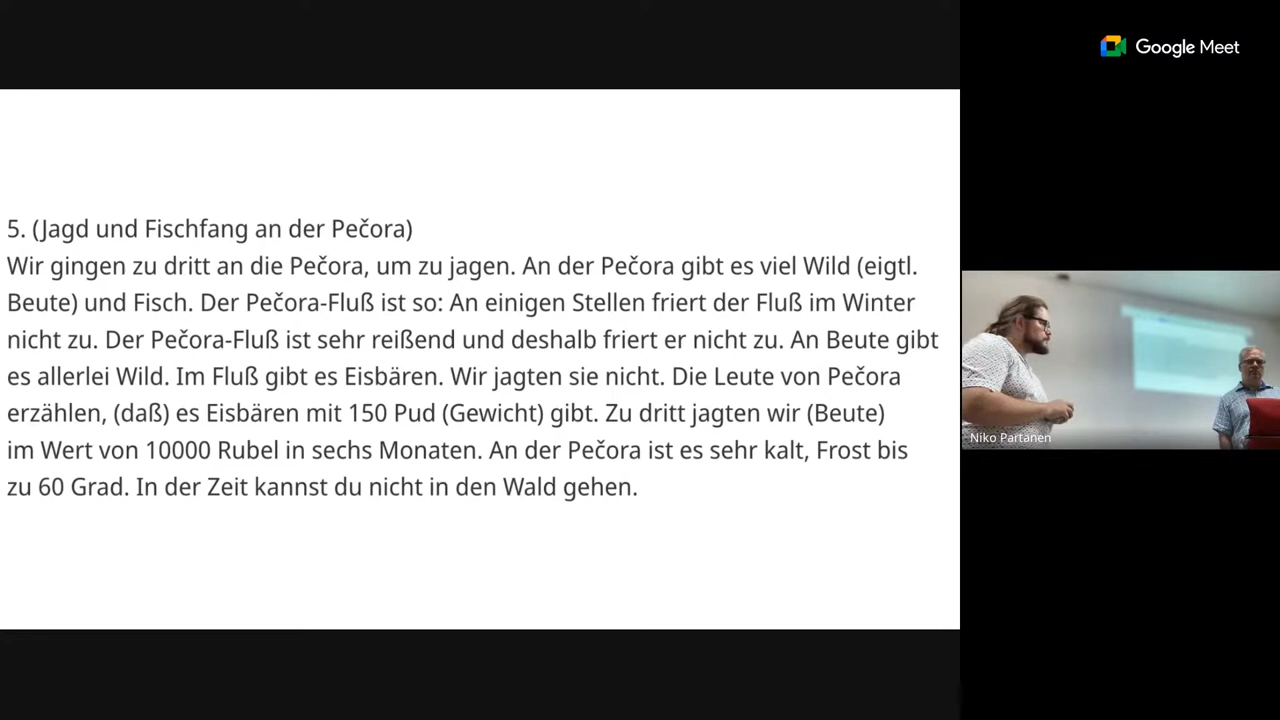 5. (Jagd und Fischfang an der Pečora)
Wir gingen zu dritt an die Pečora, um zu jagen. An der Pečora gibt es viel Wild (eigtl.
Beute) und Fisch. Der Pečora-Fluß ist so: An einigen Stellen friert der Fluß im Winter
nicht zu. Der Pečora-Fluß ist sehr reißend und deshalb friert er nicht zu. An Beute gibt
es allerlei Wild. Im Fluß gibt es Eisbären. Wir jagten sie nicht. Die Leute von Pečora
erzählen, (daß) es Eisbären mit 150 Pud (Gewicht) gibt. Zu dritt jagten wir (Beute)
im Wert von 10000 Rubel in sechs Monaten. An der Pečora ist es sehr kalt, Frost bis
zu 60 Grad. In der Zeit kannst du nicht in den Wald gehen.
Google Meet
Niko Partanen